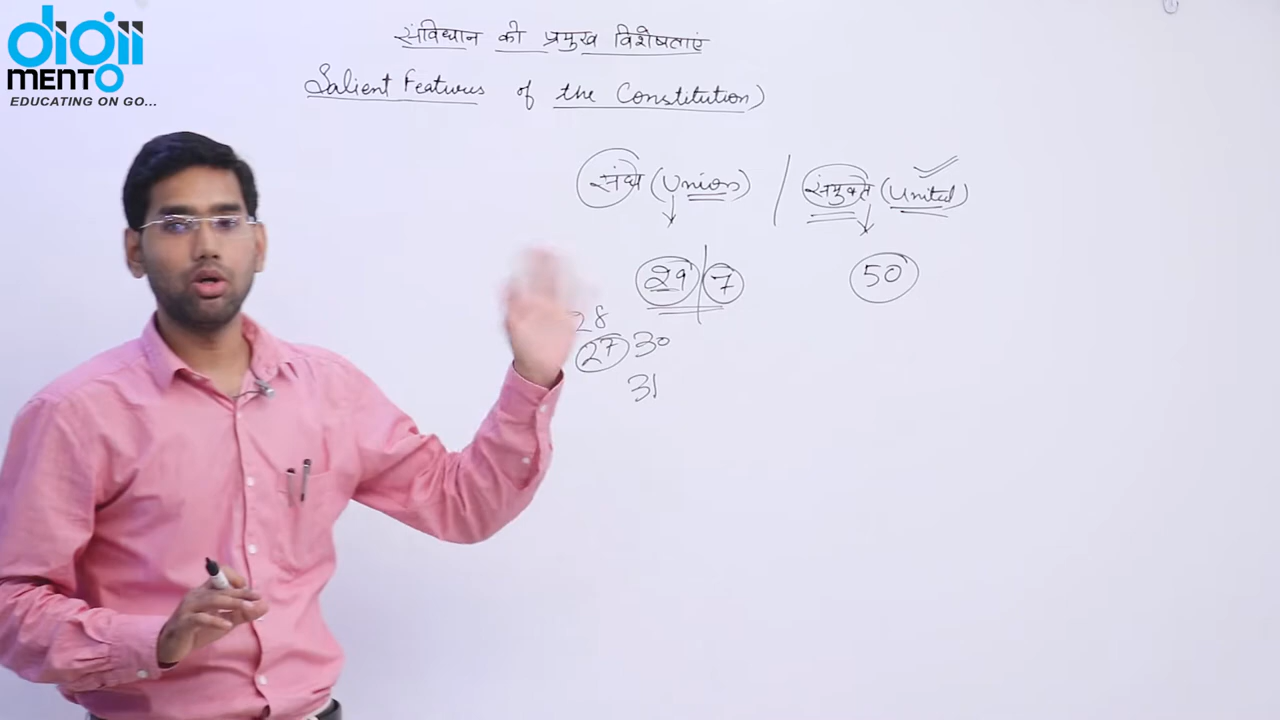 digii
mento
EDUCATING ON GO...
संविधान की प्रमुख विशेषताएं
Salient Features of the Constitution)
संघ (Union) / संयुक्त (United)
29 | 7 50
28
27 30
31